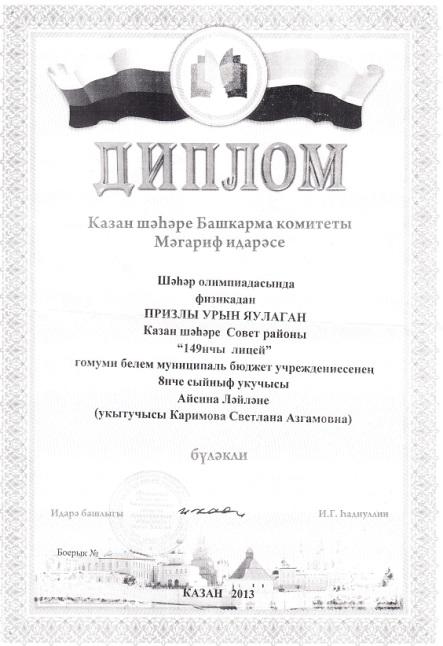 ДИПЛОМ
Казан шәһәре Башкарма комитеты
Мәгариф идарәсе
Шәһәр олимпиадасында
физикадан
ПРИЗЛЫ УРЫН ЯУЛАГАН
Казан шәһәре Совет районы
“149нчы лицей”
гомуми белем муниципаль бюджет учреждениесенең
8нче сыйныф укучысы
Айсина Ләйләне
(укытучысы Каримова Светлана Азгамовна)
бүләкли
Идарә башлыгы И.Г. Һадиуллин
Боерык №
КАЗАН 2013